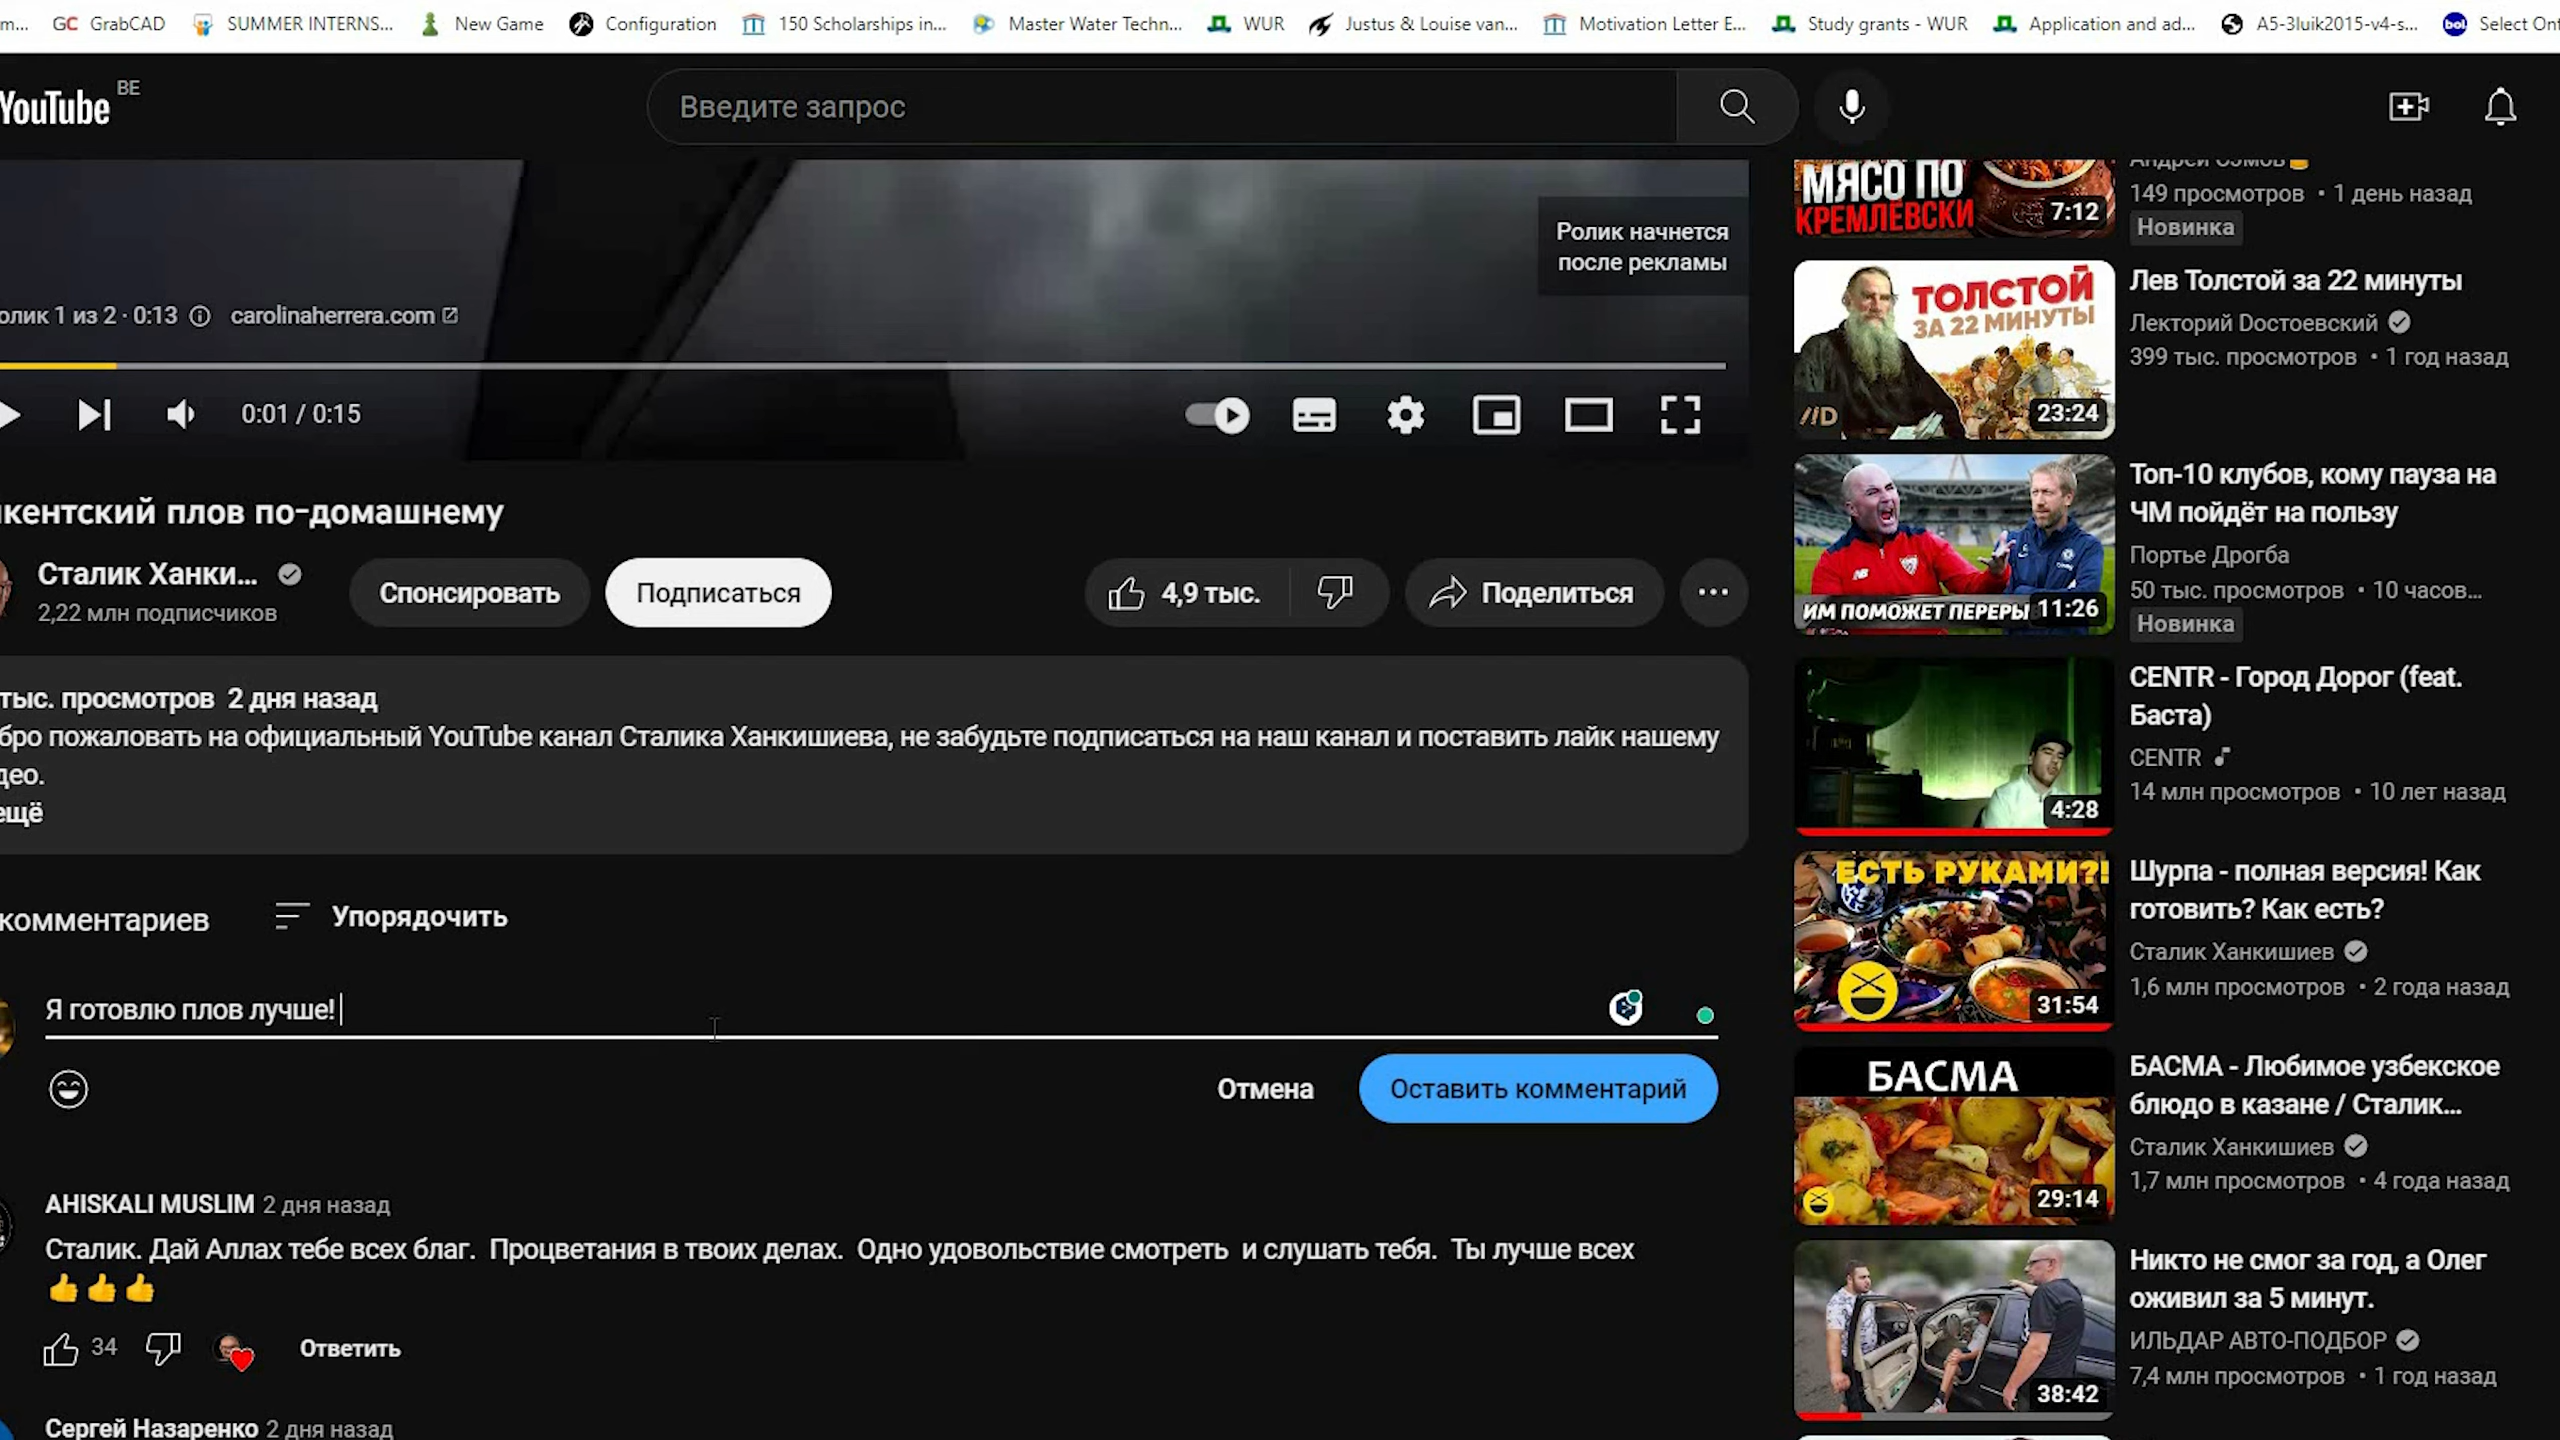 m...
GC GrabCAD
SUMMER INTERNS...
New Game
Configuration
150 Scholarships in...
Master Water Techn...
WUR
Justus & Louise van...
Motivation Letter E...
Study grants - WUR
Application and ad...
A5-3luik2015-v4-s...
bol Select Ont
YouTube BE
Введите запрос
Ролик начнется
после рекламы
олик 1 из 2 · 0:13 carolinaherrera.com
0:01 / 0:15
кентский плов по-домашнему
Сталик Ханки...
2,22 млн подписчиков
Спонсировать
Подписаться
4,9 тыс.
Поделиться
тыс. просмотров 2 дня назад
бро пожаловать на официальный YouTube канал Сталика Ханкишиева, не забудьте подписаться на наш канал и поставить лайк нашему
део.
ещё
комментариев
Упорядочить
Я готовлю плов лучше!
Отмена
Оставить комментарий
AHISKALI MUSLIM 2 дня назад
Сталик. Дай Аллах тебе всех благ. Процветания в твоих делах. Одно удовольствие смотреть и слушать тебя. Ты лучше всех
👍👍👍
34
Ответить
Сергей Назаренко 2 дня назад
МЯСО ПО
КРЕМЛЁВСКИ
7:12
149 просмотров • 1 день назад
Новинка
ТОЛСТОЙ
ЗА 22 МИНУТЫ
23:24
Лев Толстой за 22 минуты
Лекторий Dостоевский
399 тыс. просмотров • 1 год назад
ИМ ПОМОЖЕТ ПЕРЕРЫ
11:26
Топ-10 клубов, кому пауза на
ЧМ пойдёт на пользу
Портье Дрогба
50 тыс. просмотров • 10 часов...
Новинка
4:28
CENTR - Город Дорог (feat.
Баста)
CENTR
14 млн просмотров • 10 лет назад
ЕСТЬ РУКАМИ?!
31:54
Шурпа - полная версия! Как
готовить? Как есть?
Сталик Ханкишиев
1,6 млн просмотров • 2 года назад
БАСМА
29:14
БАСМА - Любимое узбекское
блюдо в казане / Сталик...
Сталик Ханкишиев
1,7 млн просмотров • 4 года назад
38:42
Никто не смог за год, а Олег
оживил за 5 минут.
ИЛЬДАР АВТО-ПОДБОР
7,4 млн просмотров • 1 год назад